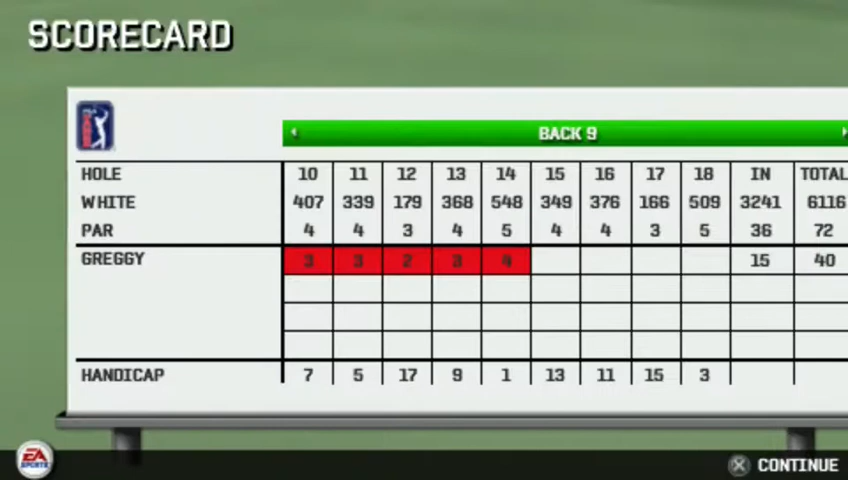 SCORECARD
BACK 9
HOLE 10 11 12 13 14 15 16 17 18 IN TOTAL
WHITE 407 339 179 368 548 349 376 166 509 3241 6116
PAR 4 4 3 4 5 4 4 3 5 36 72
GREGGY 3 3 2 3 4 15 40
HANDICAP 7 5 17 9 1 13 11 15 3
EA
SPORTS
CONTINUE